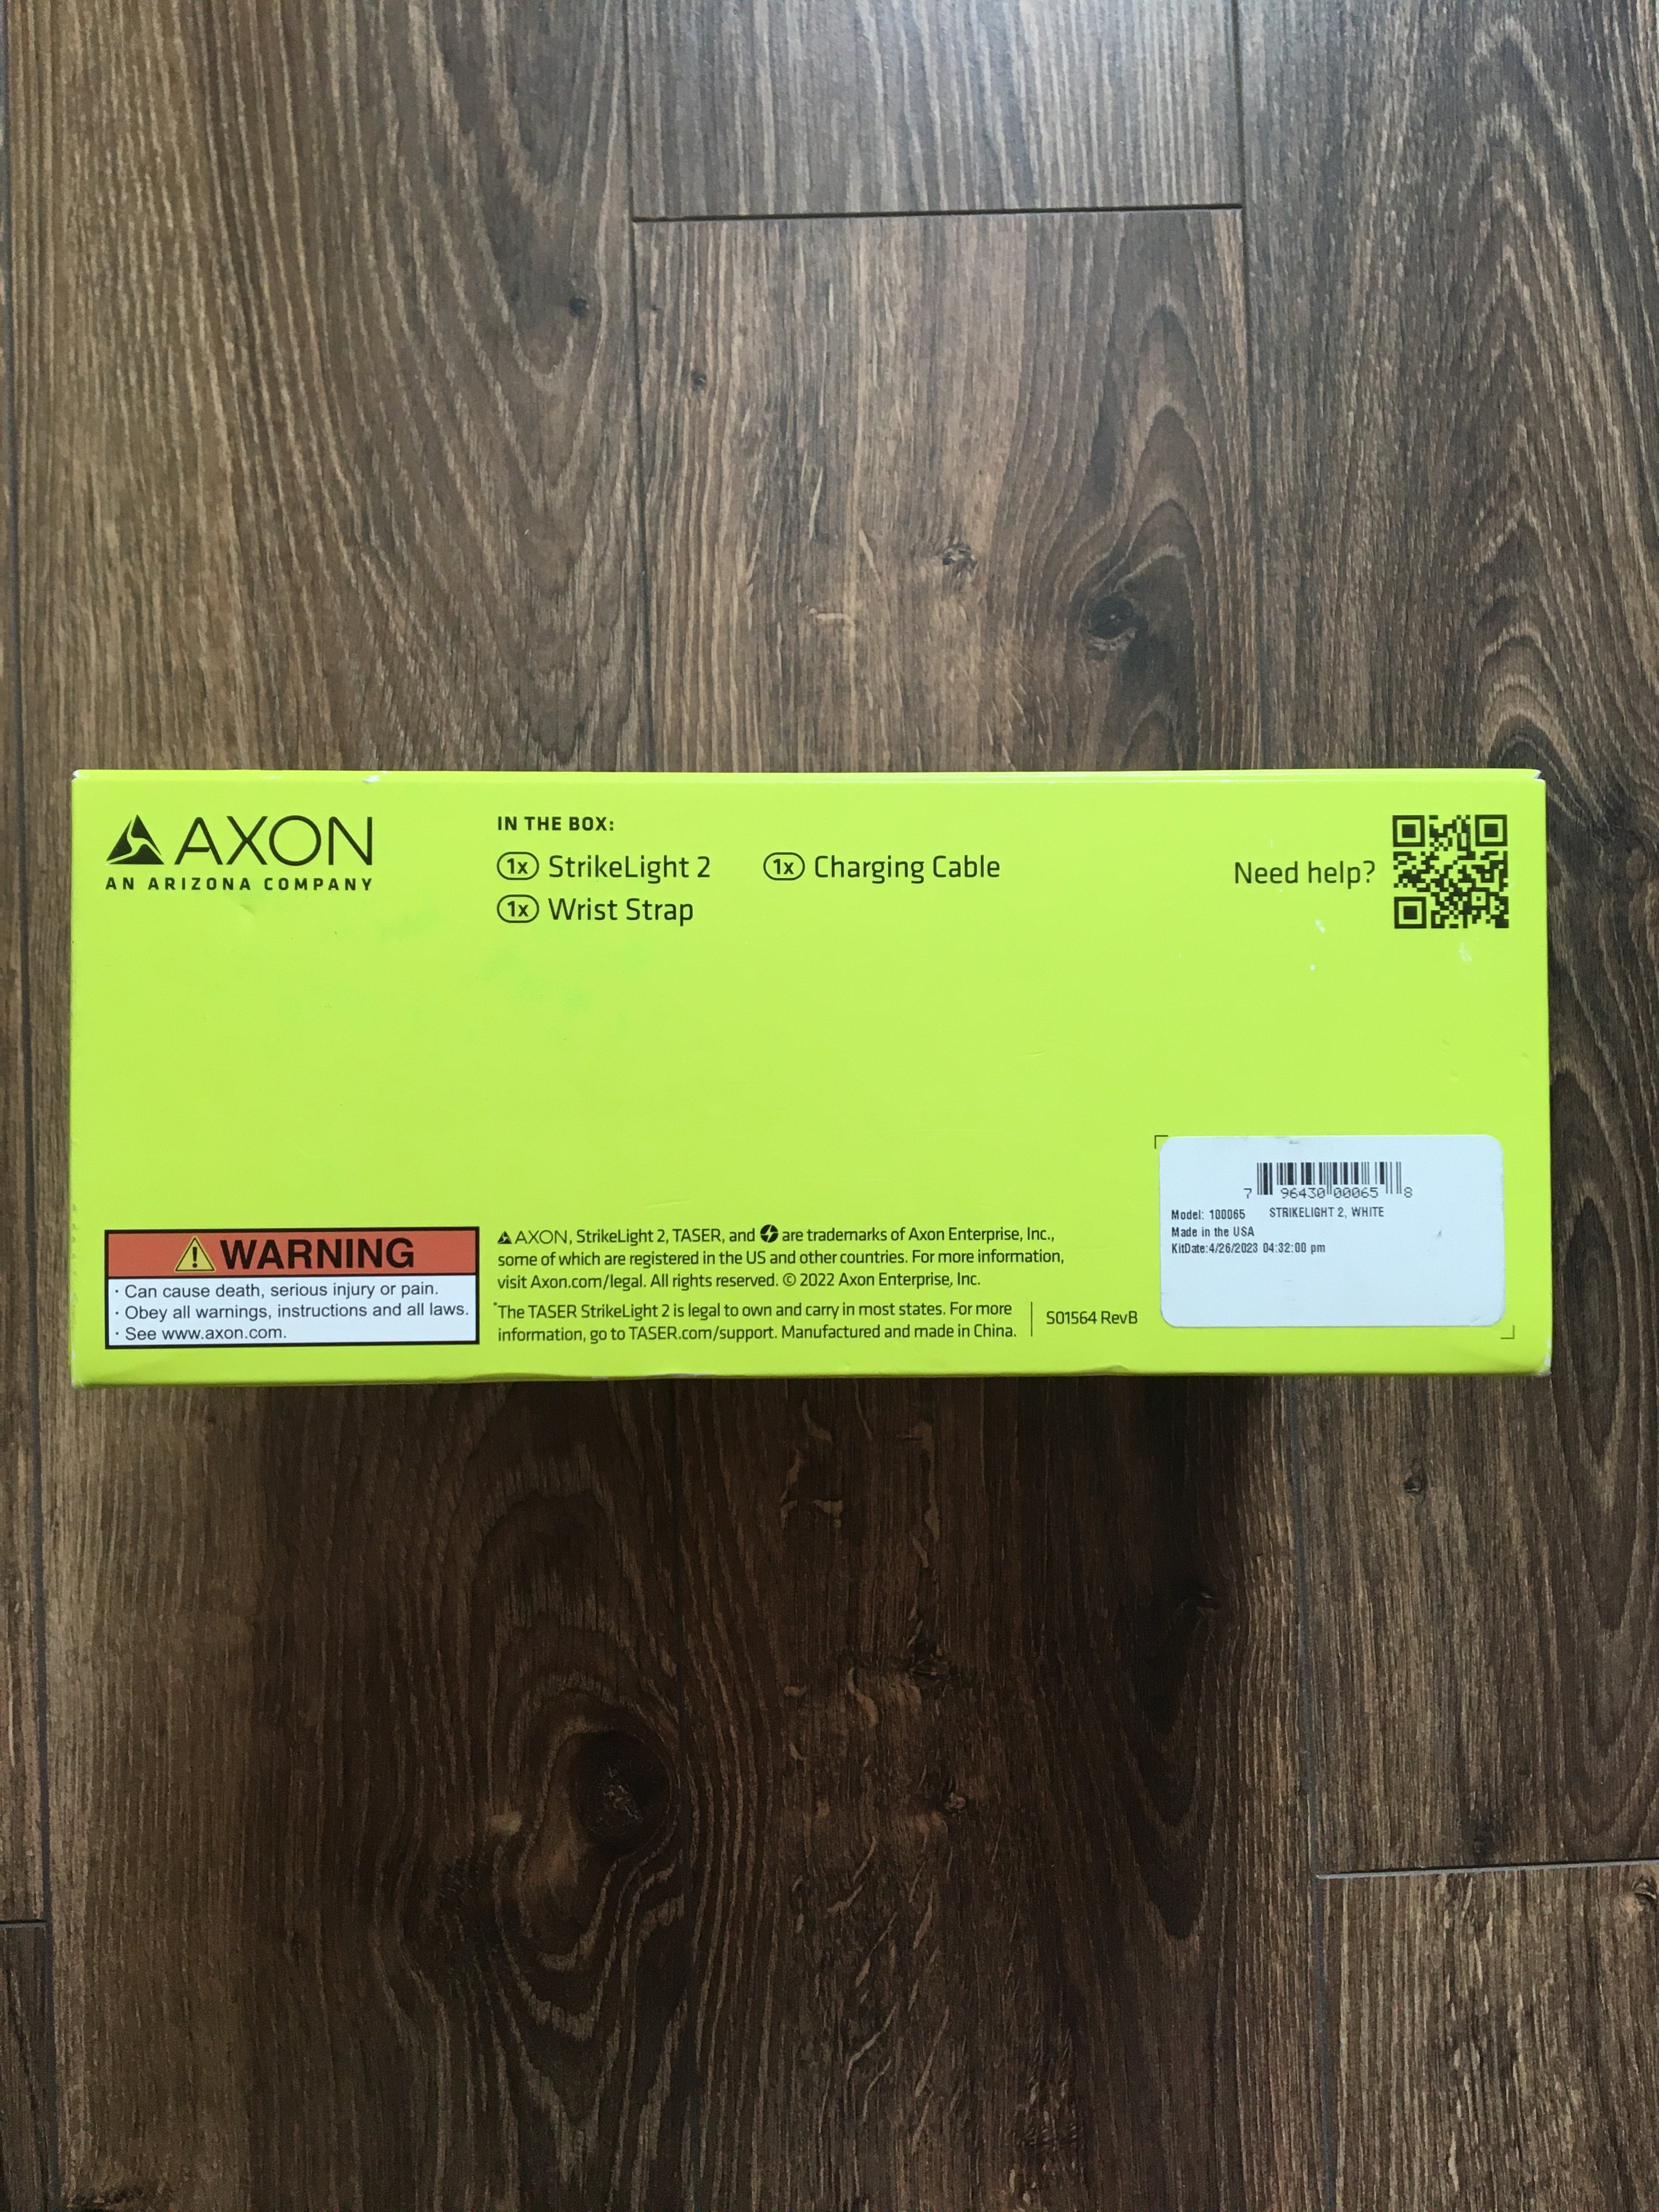 AXON
AN ARIZONA COMPANY
IN THE BOX:
1x StrikeLight 2
1x Charging Cable
1x Wrist Strap
Need help?
WARNING
· Can cause death, serious injury or pain.
· Obey all warnings, instructions and all laws.
· See www.axon.com.
AXON, StrikeLight 2, TASER, and are trademarks of Axon Enterprise, Inc.,
some of which are registered in the US and other countries. For more information,
visit Axon.com/legal. All rights reserved. © 2022 Axon Enterprise, Inc.
*The TASER StrikeLight 2 is legal to own and carry in most states. For more
information, go to TASER.com/support. Manufactured and made in China.
S01564 RevB
7 96430 00065 8
Model: 100065 STRIKELIGHT 2, WHITE
Made in the USA
KitDate:4/26/2023 04:32:00 pm